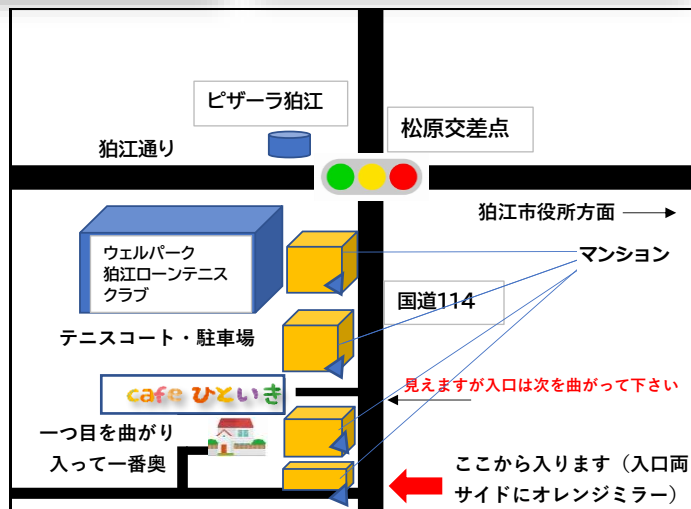 ピザーラ狛江
松原交差点
狛江通り
狛江市役所方面
ウェルパーク
狛江ローンテニス
クラブ
マンション
国道114
テニスコート・駐車場
見えますが入口は次を曲がって下さい
cafe ひといき
一つ目を曲がり
入って一番奥
ここから入ります（入口両
サイドにオレンジミラー）